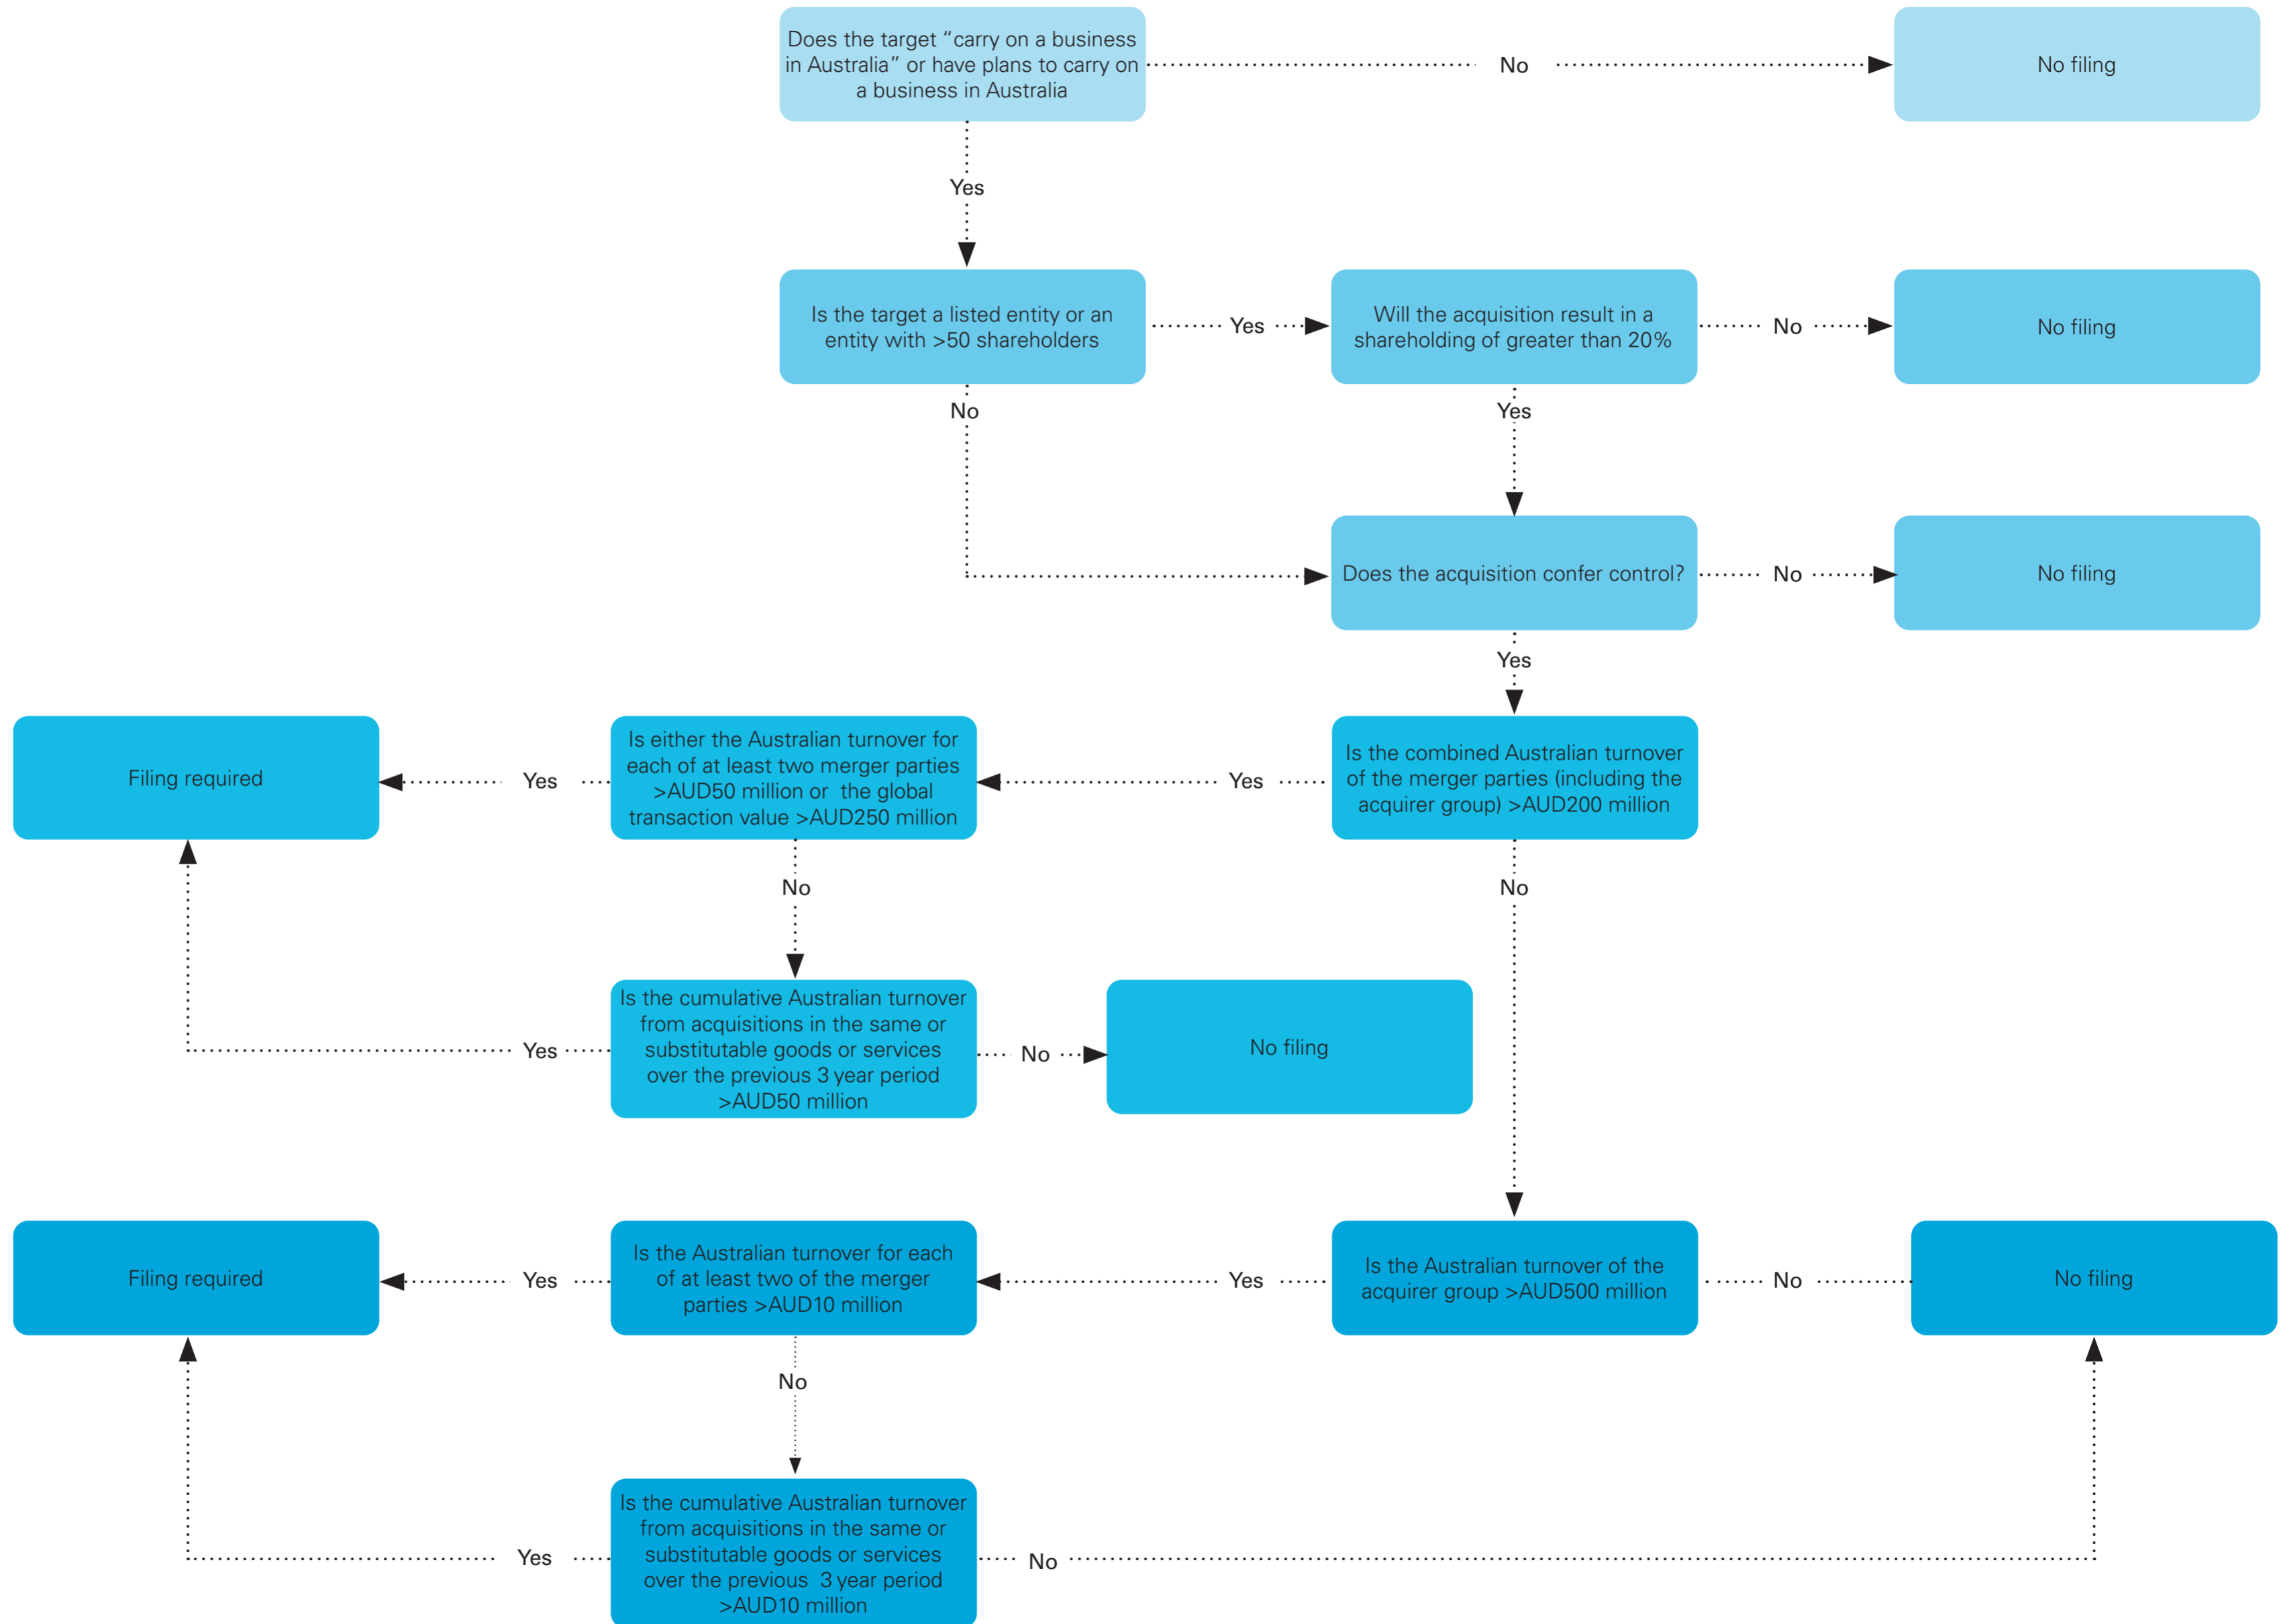 Does the target “carry on a business
in Australia” or have plans to carry on
a business in Australia
No
No filing
Yes
Is the target a listed entity or an
entity with >50 shareholders
Yes
Will the acquisition result in a
shareholding of greater than 20%
No
No filing
No
Yes
Does the acquisition confer control?
No
No filing
Yes
Filing required
Yes
Is either the Australian turnover for
each of at least two merger parties
>AUD50 million or the global
transaction value >AUD250 million
Yes
Is the combined Australian turnover
of the merger parties (including the
acquirer group) >AUD200 million
No
No
Yes
Is the cumulative Australian turnover
from acquisitions in the same or
substitutable goods or services
over the previous 3 year period
>AUD50 million
No
No filing
Filing required
Yes
Is the Australian turnover for each
of at least two of the merger
parties >AUD10 million
Yes
Is the Australian turnover of the
acquirer group >AUD500 million
No
No filing
No
Yes
Is the cumulative Australian turnover
from acquisitions in the same or
substitutable goods or services
over the previous 3 year period
>AUD10 million
No